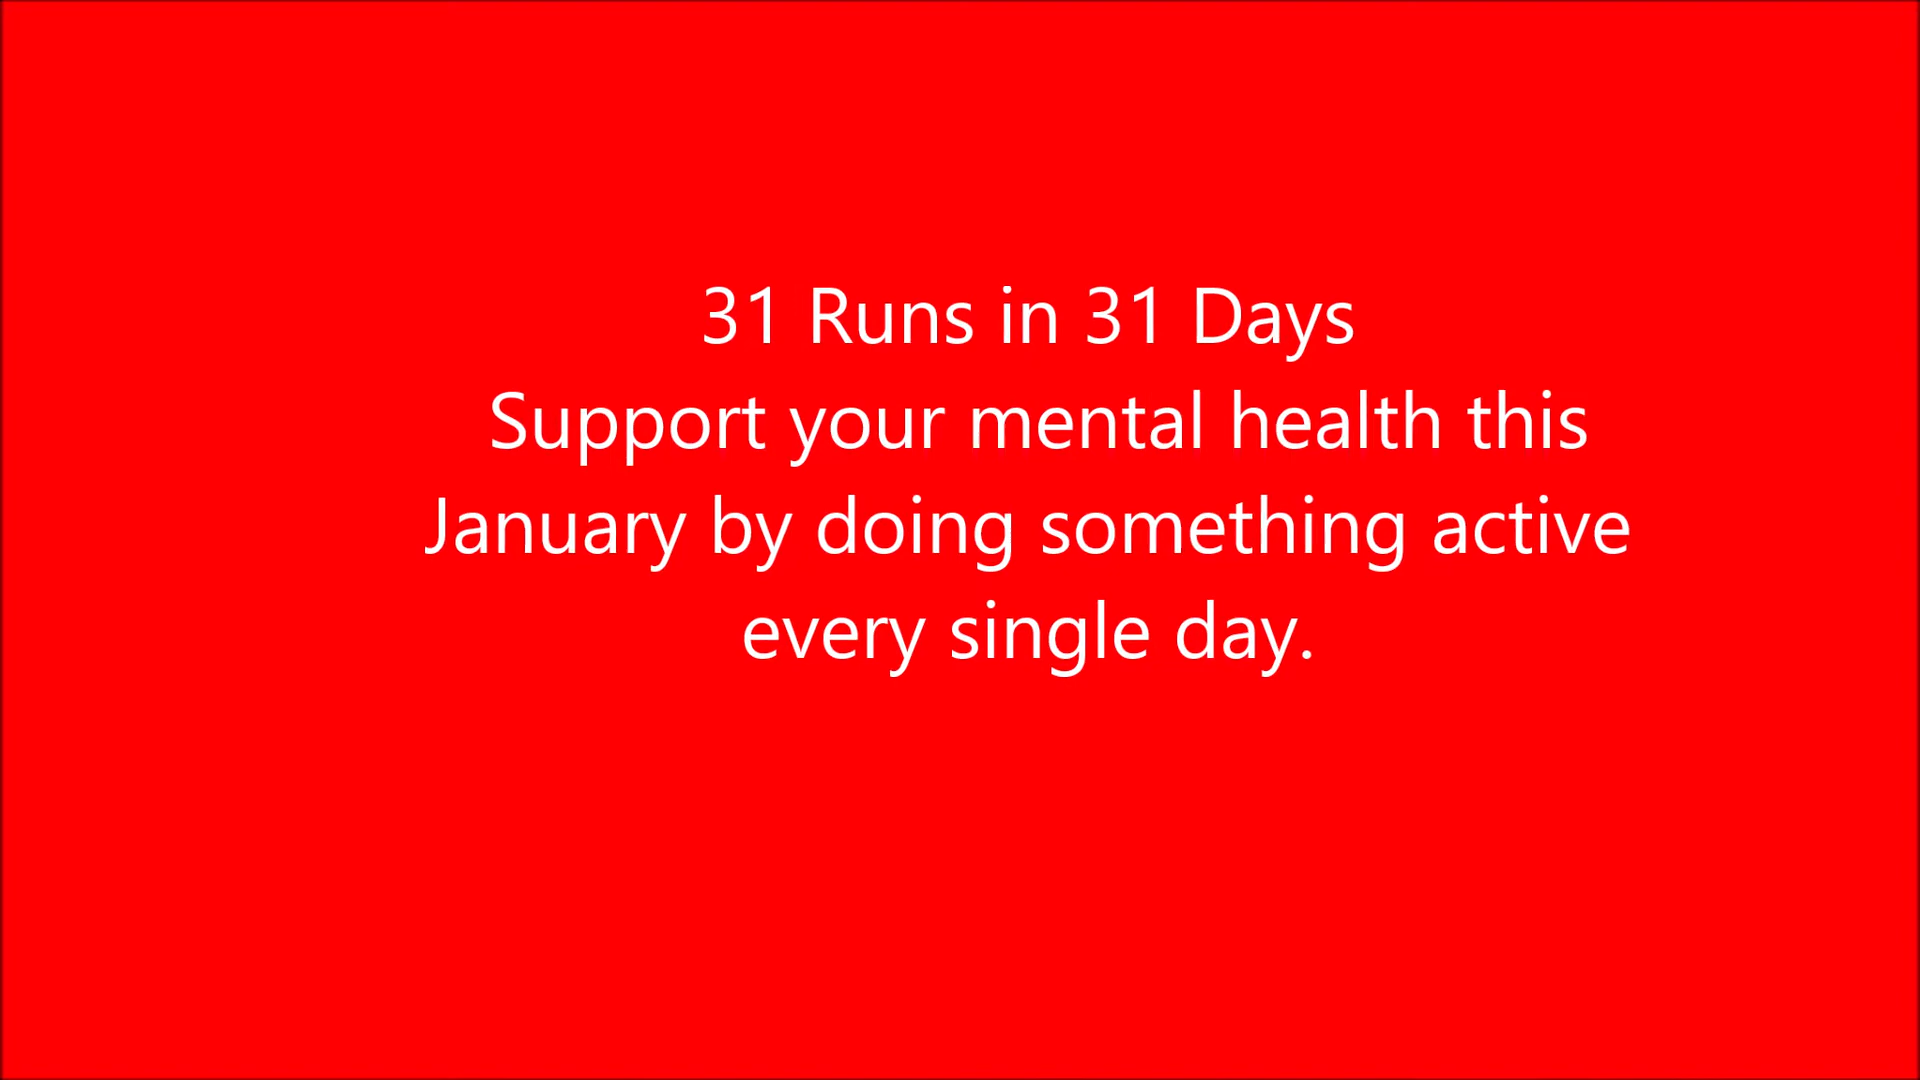 31 Runs in 31 Days
Support your mental health this
January by doing something active
every single day.